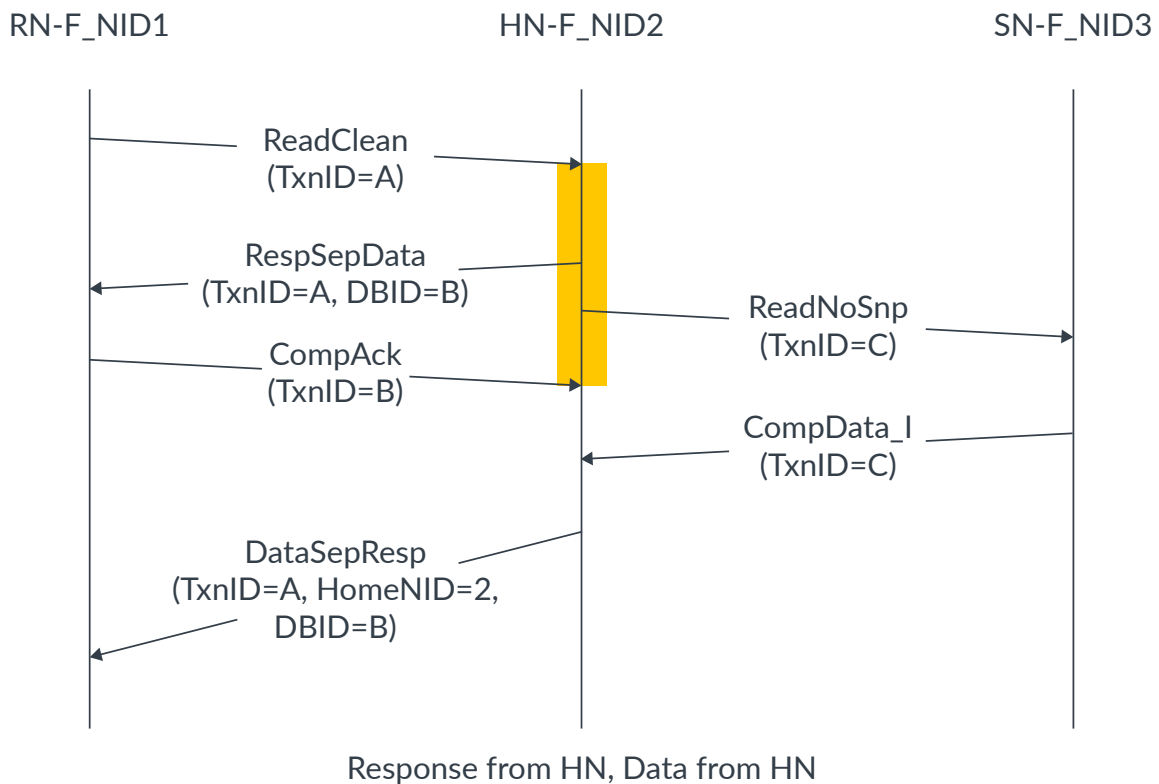 RN-F_NID1
HN-F_NID2
SN-F_NID3
ReadClean
(TxnID=A)
RespSepData
(TxnID=A, DBID=B)
ReadNoSnp
(TxnID=C)
CompAck
(TxnID=B)
CompData_I
(TxnID=C)
DataSepResp
(TxnID=A, HomeNID=2,
DBID=B)
Response from HN, Data from HN